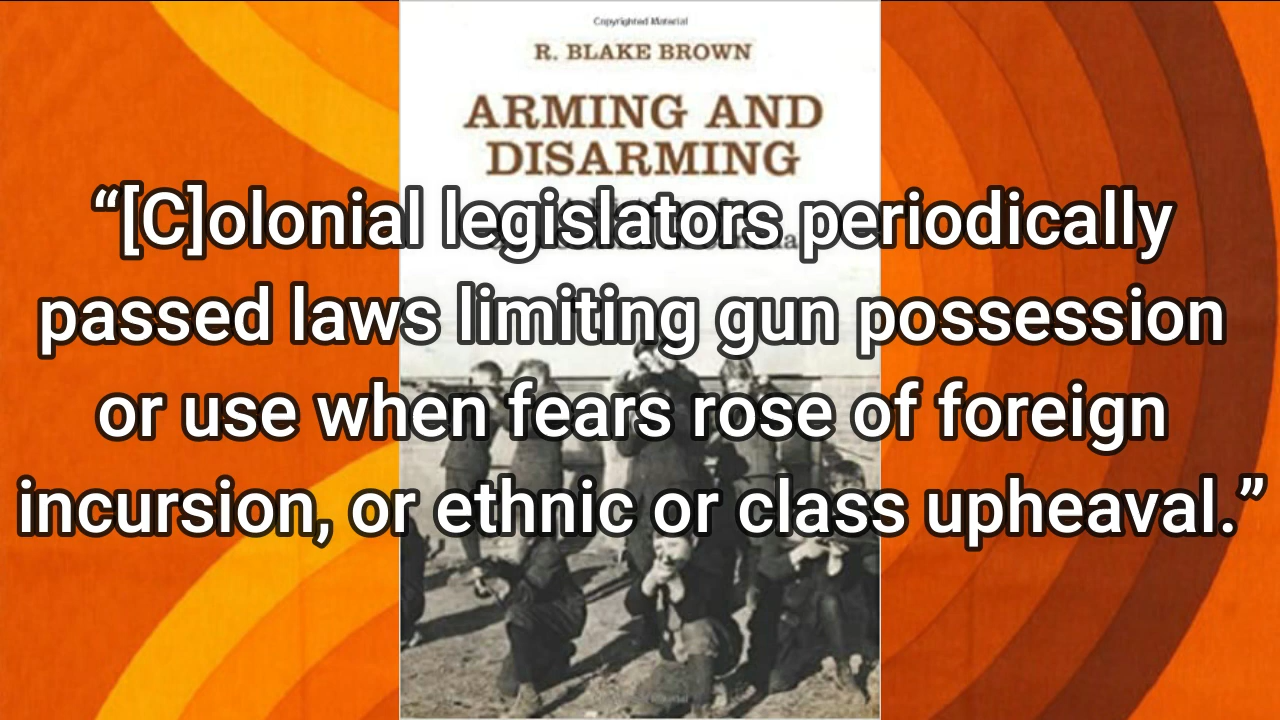 Copyrighted Material
R. BLAKE BROWN
ARMING AND
DISARMING
“[C]olonial legislators periodically
passed laws limiting gun possession
or use when fears rose of foreign
incursion, or ethnic or class upheaval.”